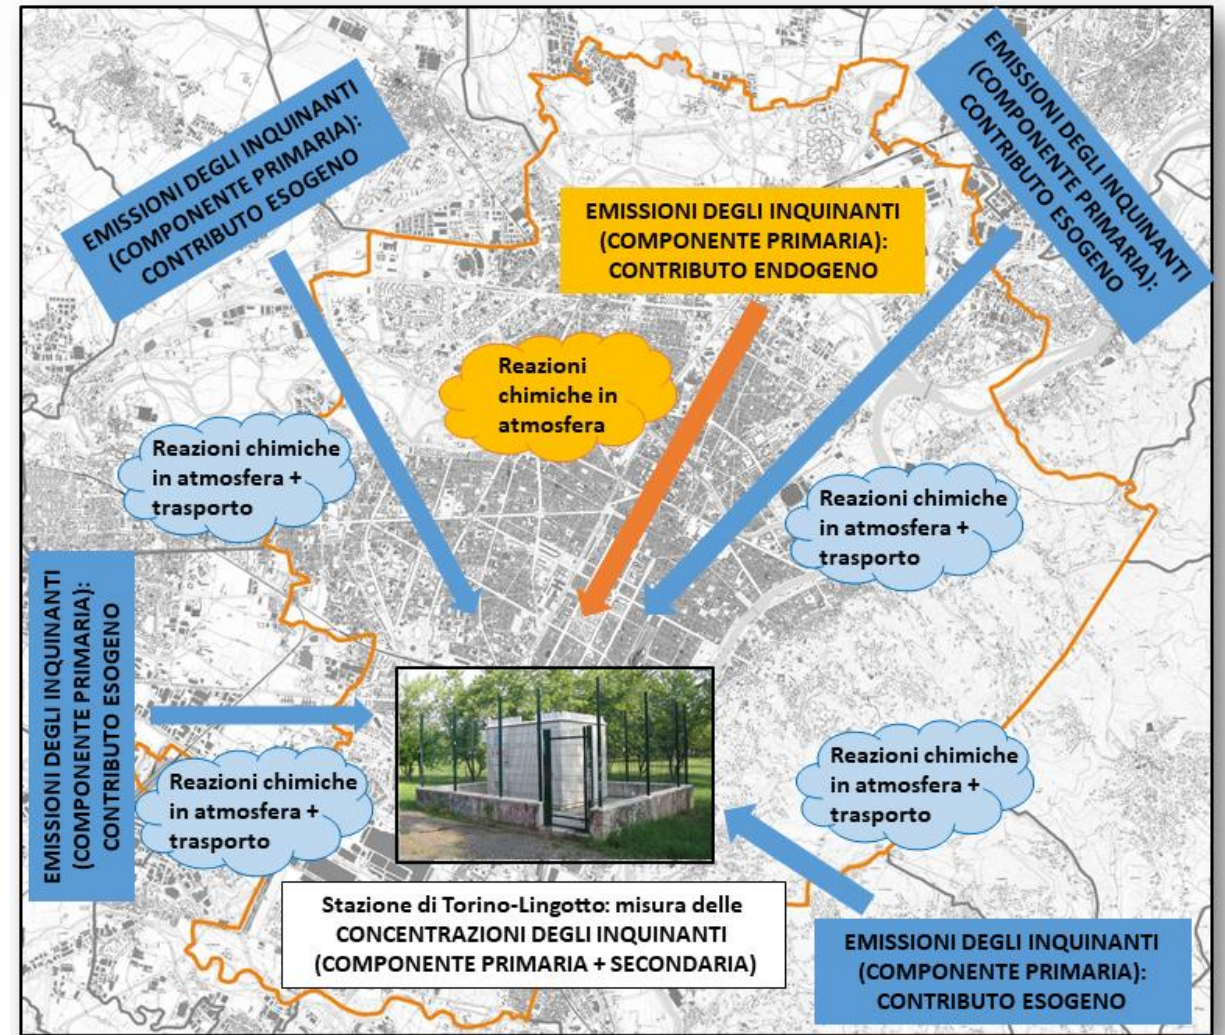 EMISSIONI DEGLI INQUINANTI
(COMPONENTE PRIMARIA):
CONTRIBUTO ESOGENO
EMISSIONI DEGLI INQUINANTI
(COMPONENTE PRIMARIA):
CONTRIBUTO ESOGENO
EMISSIONI DEGLI INQUINANTI
(COMPONENTE PRIMARIA):
CONTRIBUTO ENDOGENO
Reazioni
chimiche in
atmosfera
Reazioni chimiche
in atmosfera +
trasporto
Reazioni chimiche
in atmosfera +
trasporto
EMISSIONI DEGLI INQUINANTI
(COMPONENTE PRIMARIA):
CONTRIBUTO ESOGENO
Reazioni chimiche
in atmosfera +
trasporto
Reazioni chimiche
in atmosfera +
trasporto
Stazione di Torino-Lingotto: misura delle
CONCENTRAZIONI DEGLI INQUINANTI
(COMPONENTE PRIMARIA + SECONDARIA)
EMISSIONI DEGLI INQUINANTI
(COMPONENTE PRIMARIA):
CONTRIBUTO ESOGENO